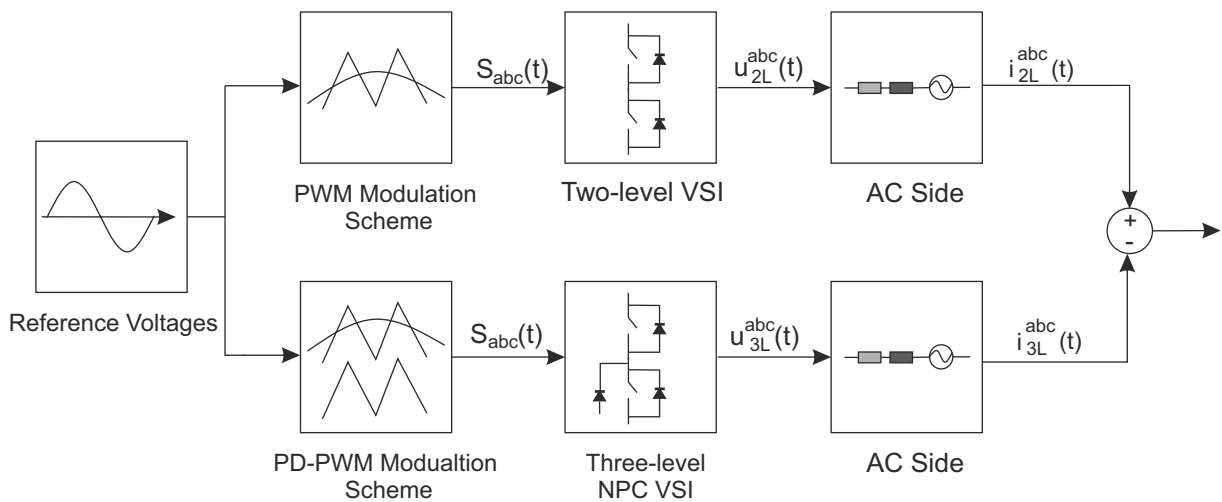 S_abc(t)
u_2L^abc(t)
i_2L^abc(t)
PWM Modulation
Scheme
Two-level VSI
AC Side
+
-
Reference Voltages
S_abc(t)
u_3L^abc(t)
i_3L^abc(t)
PD-PWM Modualtion
Scheme
Three-level
NPC VSI
AC Side